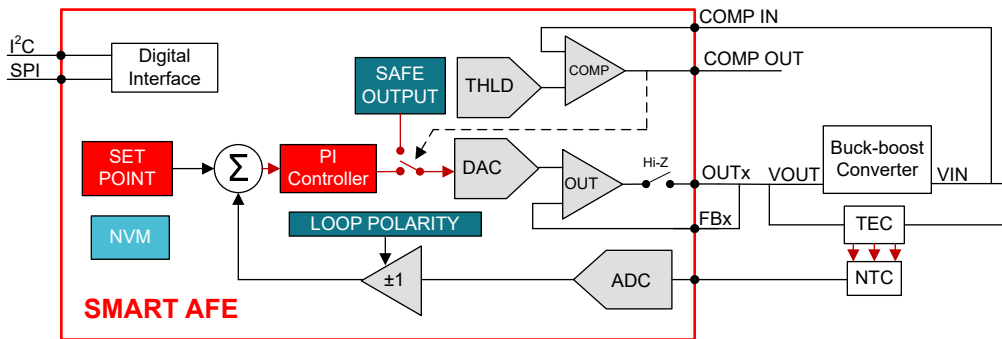 I²C
SPI
Digital
Interface
COMP IN
COMP OUT
THLD
COMP
SAFE
OUTPUT
SET
POINT
Σ
PI
Controller
DAC
OUT
Hi-Z
OUTx
FBx
VOUT
Buck-boost
Converter
VIN
NVM
LOOP POLARITY
±1
ADC
TEC
NTC
SMART AFE